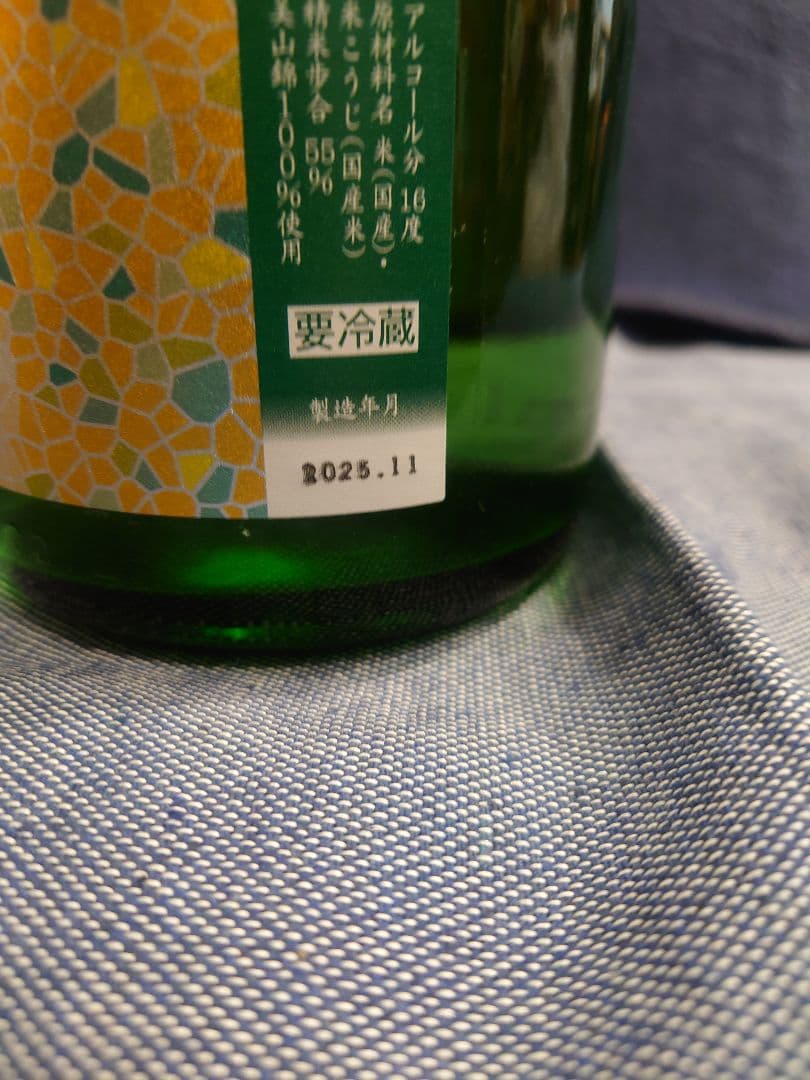 アルコール分 16度
原材料名 米(国産)・
米こうじ(国産米)
精米歩合 55%
美山錦100%使用
要冷蔵
製造年月
2025.11